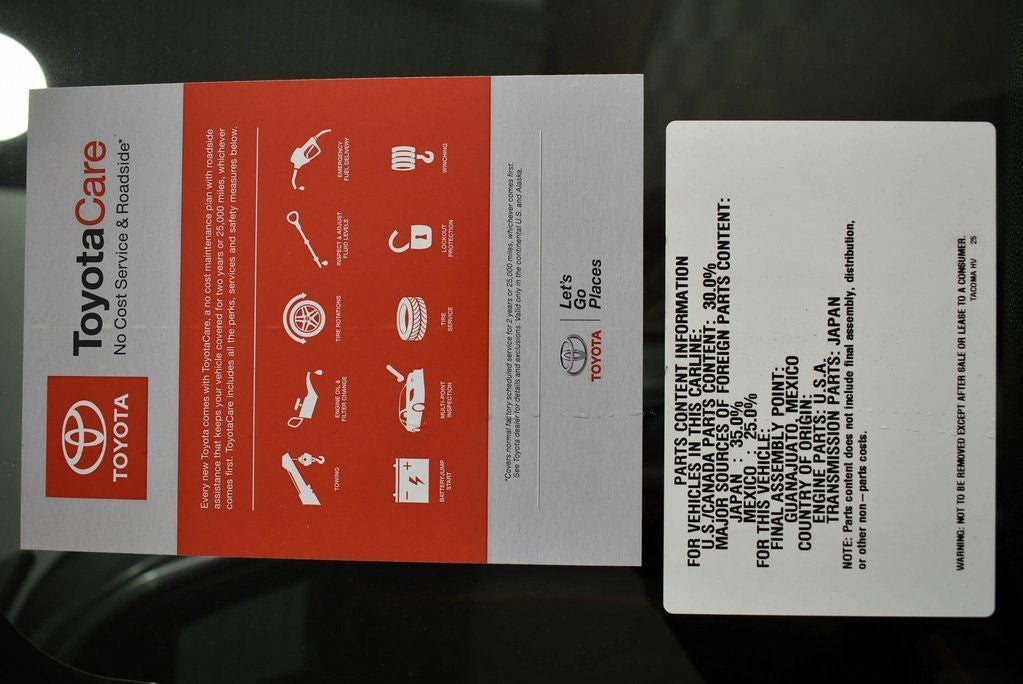 TOYOTA
ToyotaCare
No Cost Service & Roadside*
Every new Toyota comes with ToyotaCare, a no cost maintenance plan with roadside
assistance that keeps your vehicle covered for two years or 25,000 miles, whichever
comes first. ToyotaCare includes all the perks, services and safety measures below.
TOWING
ENGINE OIL &
FILTER CHANGE
TIRE ROTATIONS
INSPECT & ADJUST
FLUID LEVELS
EMERGENCY
FUEL DELIVERY
BATTERY/JUMP
START
MULTI-POINT
INSPECTION
TIRE
SERVICE
LOCKOUT
PROTECTION
WINCHING
*Covers normal factory scheduled service for 2 years or 25,000 miles, whichever comes first.
See Toyota dealer for details and exclusions. Valid only in the continental U.S. and Alaska.
TOYOTA
Let's
Go
Places
PARTS CONTENT INFORMATION
FOR VEHICLES IN THIS CARLINE:
U.S./CANADA PARTS CONTENT: 30.0%
MAJOR SOURCES OF FOREIGN PARTS CONTENT:
JAPAN : 35.0%
MEXICO : 25.0%
FOR THIS VEHICLE:
FINAL ASSEMBLY POINT:
GUANAJUATO, MEXICO
COUNTRY OF ORIGIN:
ENGINE PARTS: U.S.A.
TRANSMISSION PARTS: JAPAN
NOTE: Parts content does not include final assembly, distribution,
or other non-parts costs.
WARNING: NOT TO BE REMOVED EXCEPT AFTER SALE OR LEASE TO A CONSUMER.
TACOMA HV 25